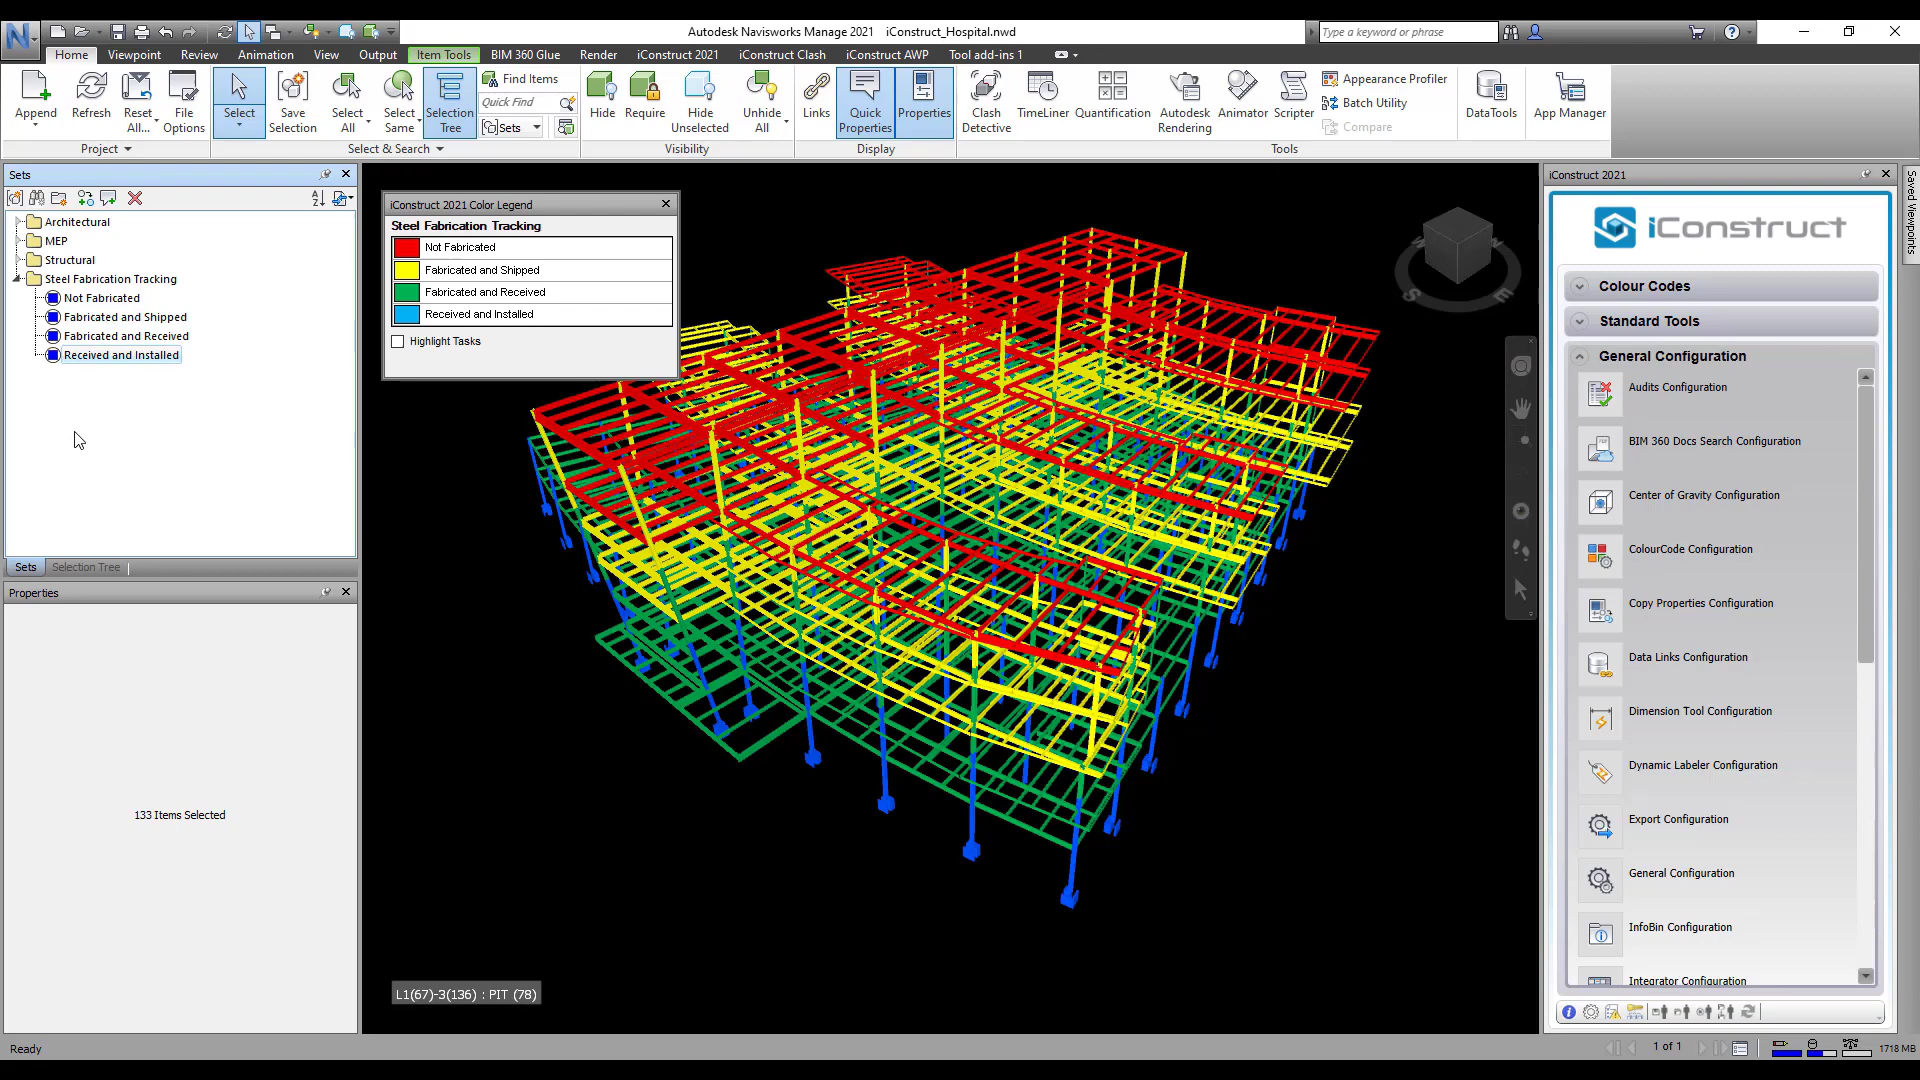 Autodesk Navisworks Manage 2021 iConstruct_Hospital.nwd
Type a keyword or phrase
Home Viewpoint Review Animation View Output Item Tools BIM 360 Glue Render iConstruct 2021 iConstruct Clash iConstruct AWP Tool add-ins 1
Append
Refresh
Reset All...
File Options
Project
Select
Save Selection
Select All
Select Same
Selection Tree
Find Items
Quick Find
Sets
Select & Search
Hide
Require
Hide Unselected
Unhide All
Visibility
Links
Quick Properties
Properties
Display
Clash Detective
TimeLiner
Quantification
Autodesk Rendering
Animator
Scripter
Appearance Profiler
Batch Utility
Compare
Tools
DataTools
App Manager
Sets
Architectural
MEP
Structural
Steel Fabrication Tracking
Not Fabricated
Fabricated and Shipped
Fabricated and Received
Received and Installed
Sets Selection Tree
Properties
133 Items Selected
iConstruct 2021 Color Legend
Steel Fabrication Tracking
Not Fabricated
Fabricated and Shipped
Fabricated and Received
Received and Installed
Highlight Tasks
S
E
L1(67)-3(136) : PIT (78)
iConstruct 2021
iConstruct
Colour Codes
Standard Tools
General Configuration
Audits Configuration
BIM 360 Docs Search Configuration
Center of Gravity Configuration
ColourCode Configuration
Copy Properties Configuration
Data Links Configuration
Dimension Tool Configuration
Dynamic Labeler Configuration
Export Configuration
General Configuration
InfoBin Configuration
Integrator Configuration
Saved Viewpoints
Ready
1 of 1
1718 MB